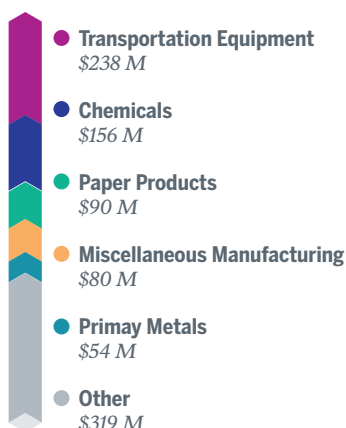 Transportation Equipment
$238 M
Chemicals
$156 M
Paper Products
$90 M
Miscellaneous Manufacturing
$80 M
Primay Metals
$54 M
Other
$319 M